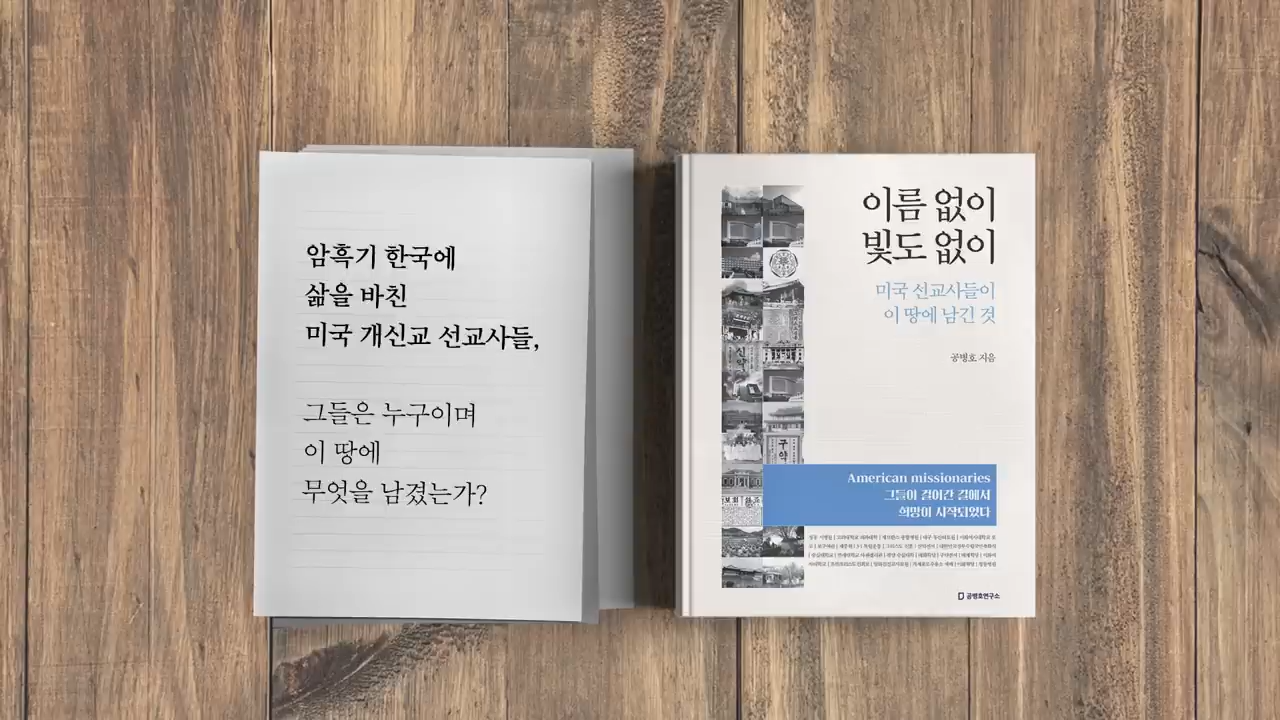 암흑기 한국에
삶을 바친
미국 개신교 선교사들,
그들은 누구이며
이 땅에
무엇을 남겼는가?
이름 없이
빛도 없이
미국 선교사들이
이 땅에 남긴 것
공병호 지음
신약
구약
American missionaries
그들이 걸어간 길에서
희망이 시작되었다
공병호연구소